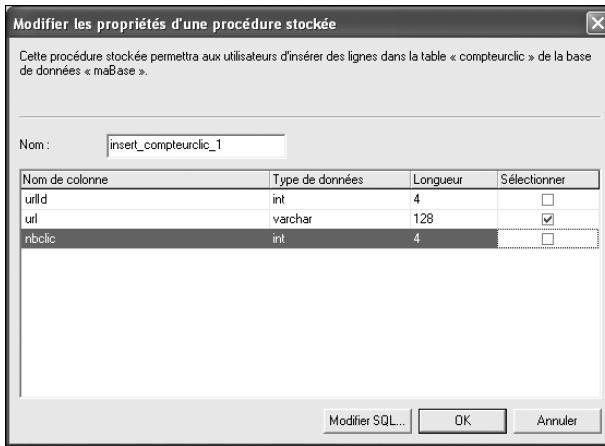 Modifier les propriétés d'une procédure stockée
Cette procédure stockée permettra aux utilisateurs d'insérer des lignes dans la table « compteurclic » de la base
de données « maBase ».
Nom :
insert_compteurclic_1
Nom de colonne Type de données Longueur Sélectionner
urlId int 4
url varchar 128
nbclic int 4
Modifier SQL... OK Annuler